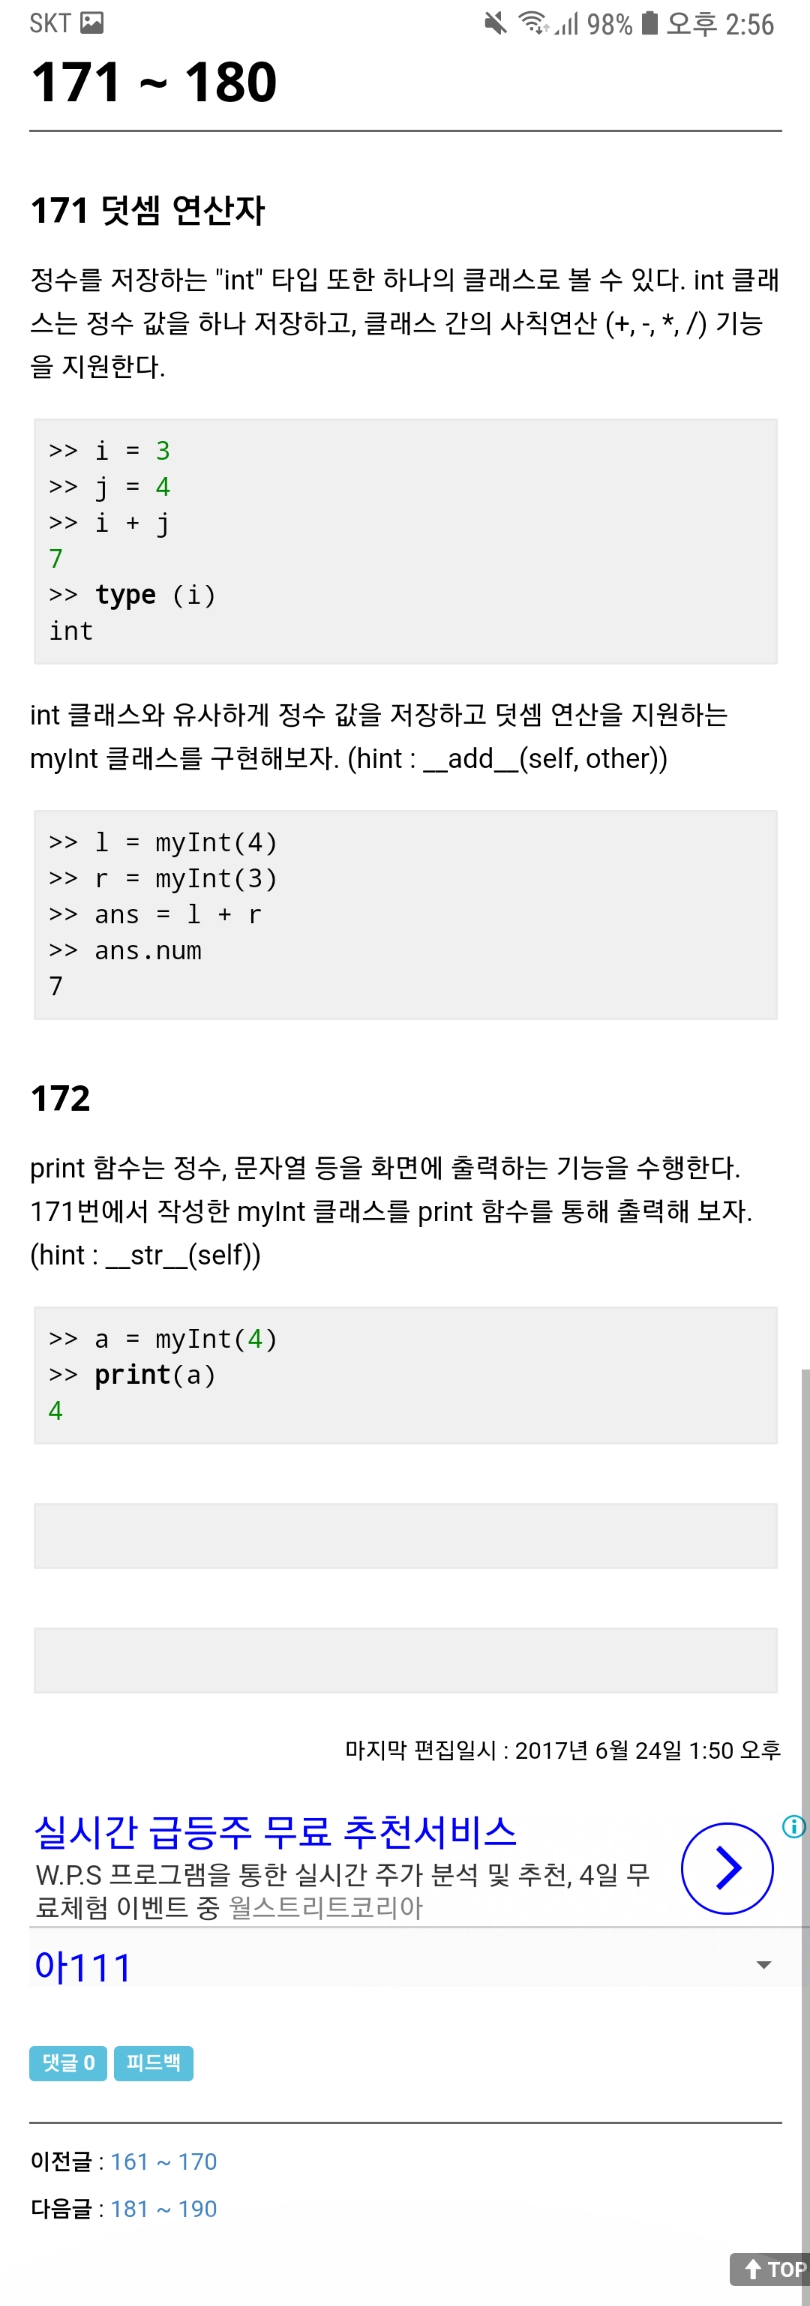 SKT 98% 오후 2:56
171 ~ 180
171 덧셈 연산자
정수를 저장하는 "int" 타입 또한 하나의 클래스로 볼 수 있다. int 클래
스는 정수 값을 하나 저장하고, 클래스 간의 사칙연산 (+, -, *, /) 기능
을 지원한다.
>> i = 3
>> j = 4
>> i + j
7
>> type (i)
int
int 클래스와 유사하게 정수 값을 저장하고 덧셈 연산을 지원하는
myInt 클래스를 구현해보자. (hint : __add__(self, other))
>> l = myInt(4)
>> r = myInt(3)
>> ans = l + r
>> ans.num
7
172
print 함수는 정수, 문자열 등을 화면에 출력하는 기능을 수행한다.
171번에서 작성한 myInt 클래스를 print 함수를 통해 출력해 보자.
(hint : __str__(self))
>> a = myInt(4)
>> print(a)
4
마지막 편집일시 : 2017년 6월 24일 1:50 오후
실시간 급등주 무료 추천서비스
W.P.S 프로그램을 통한 실시간 주가 분석 및 추천, 4일 무
료체험 이벤트 중 월스트리트코리아
아111
댓글 0 피드백
이전글 : 161 ~ 170
다음글 : 181 ~ 190
TOP